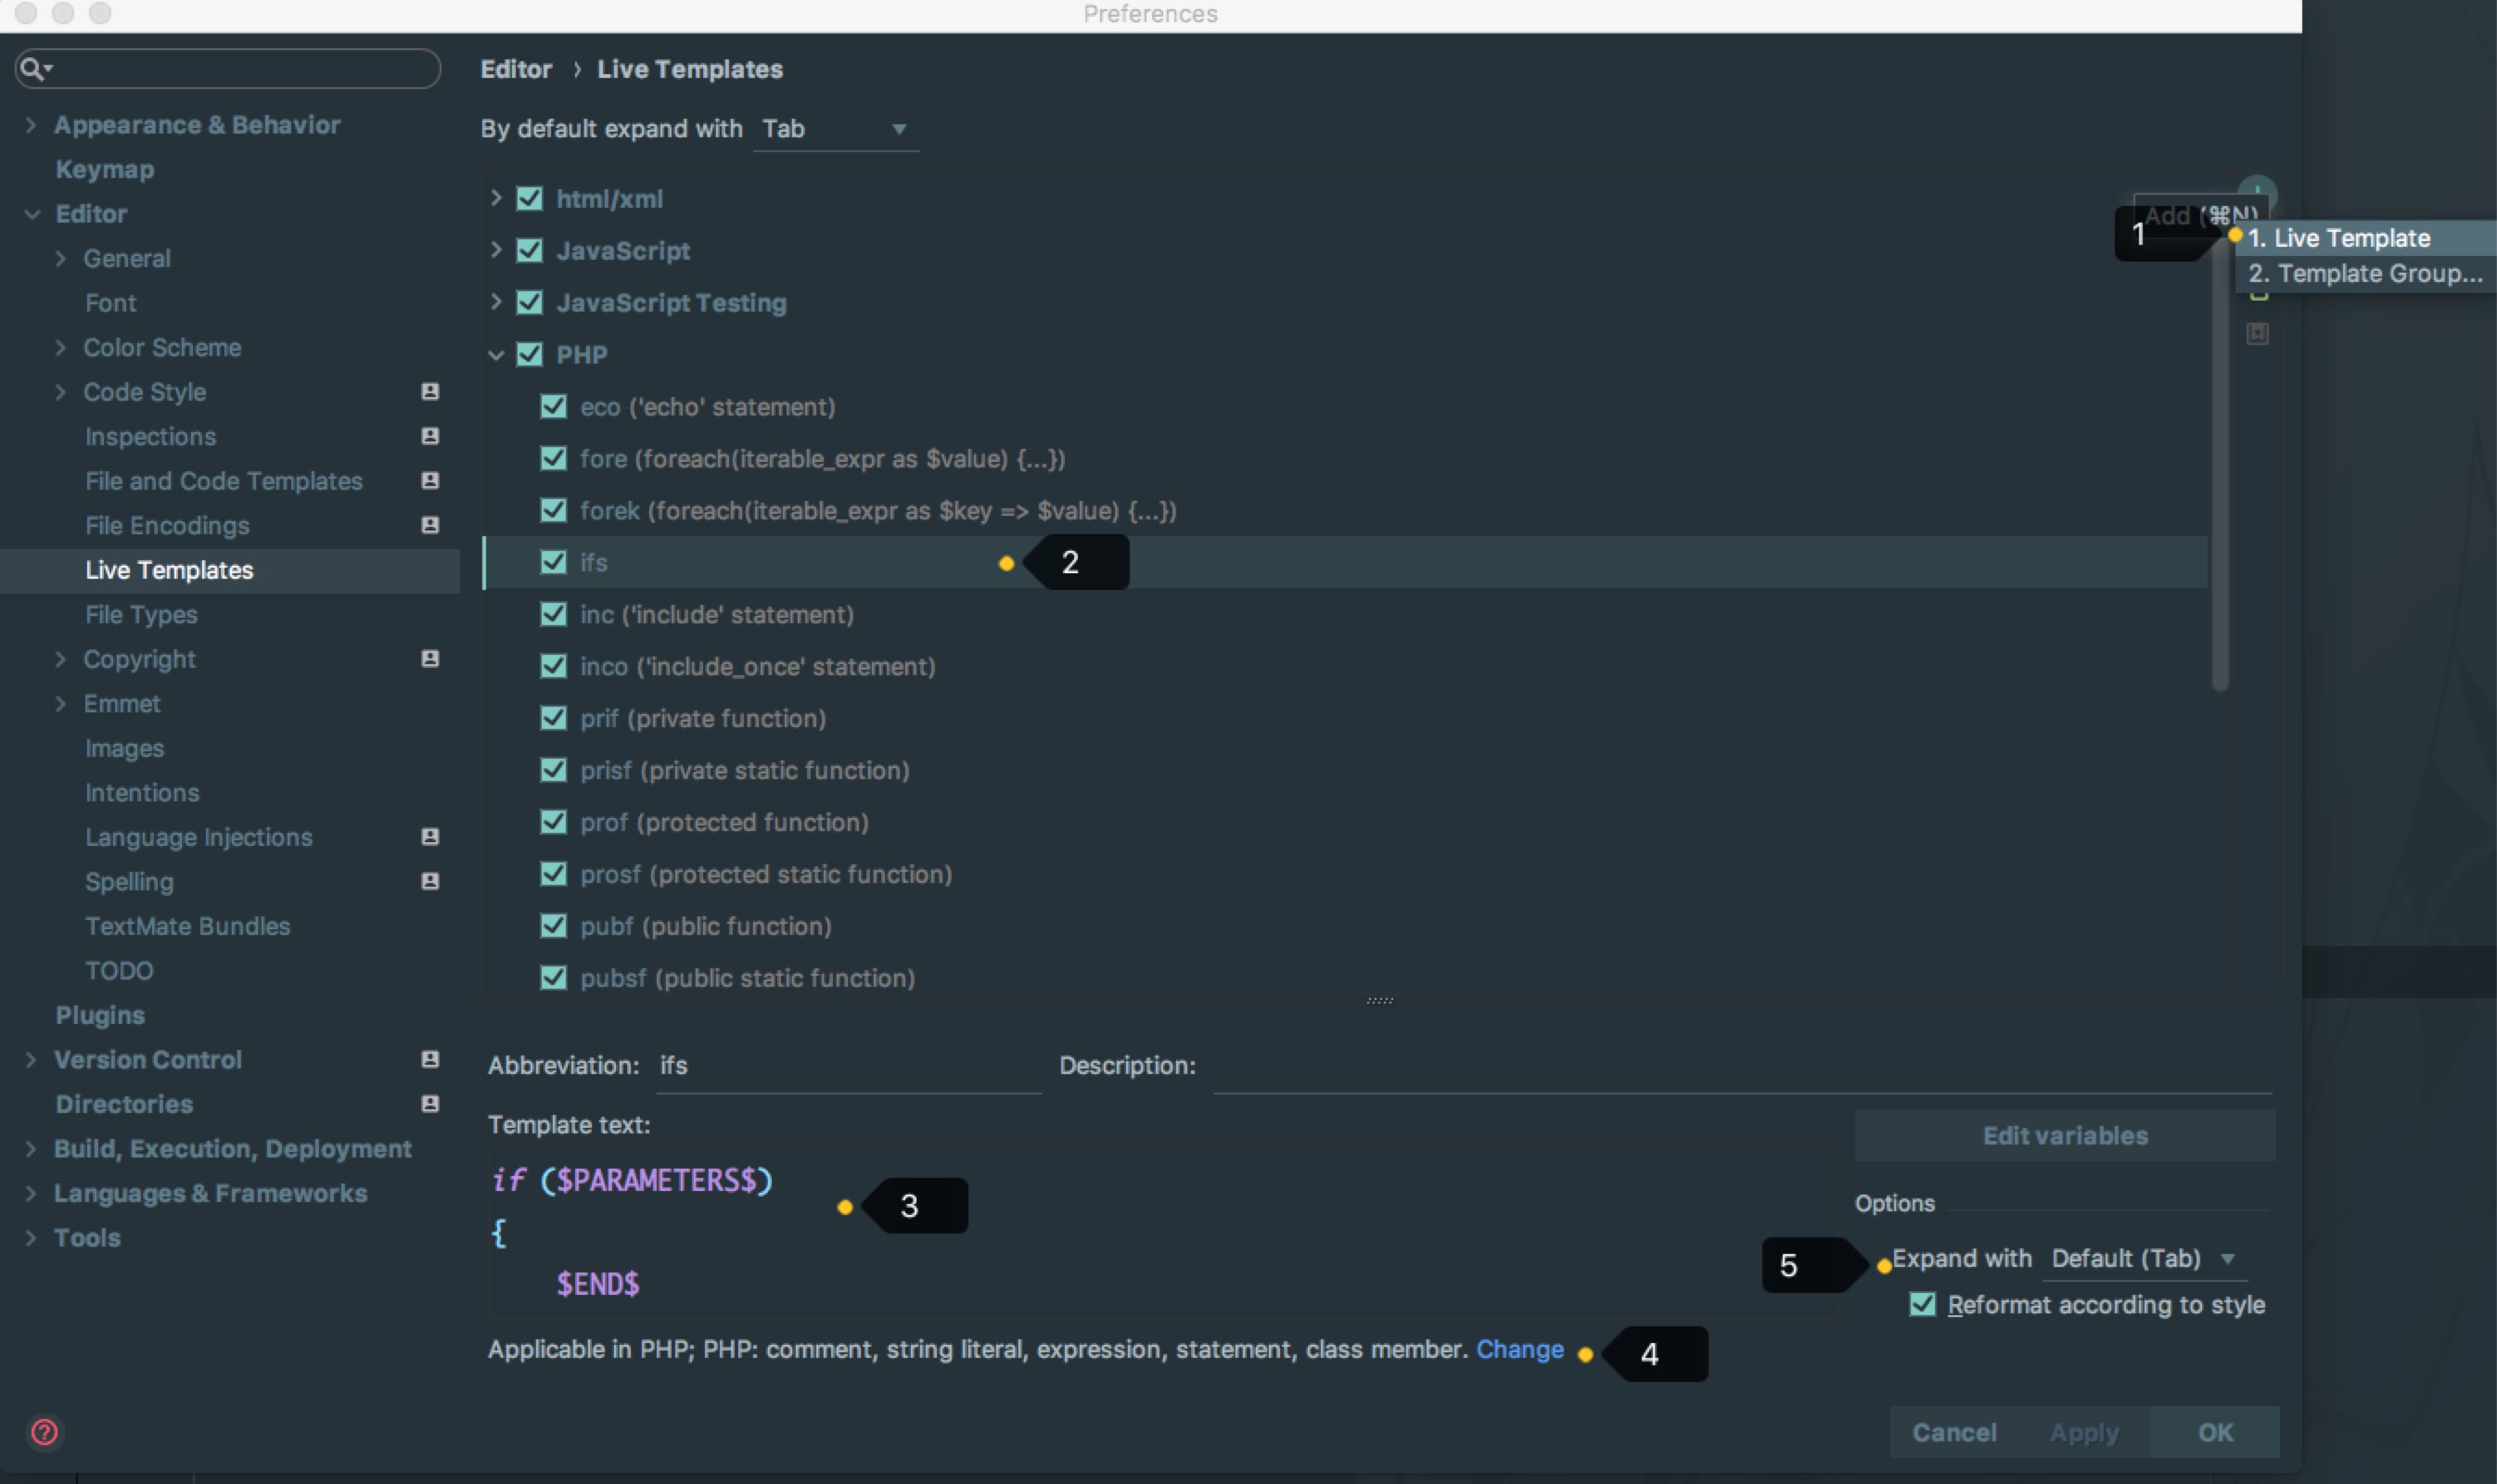 Preferences
Editor › Live Templates
By default expand with Tab
Appearance & Behavior
Keymap
Editor
General
Font
Color Scheme
Code Style
Inspections
File and Code Templates
File Encodings
Live Templates
File Types
Copyright
Emmet
Images
Intentions
Language Injections
Spelling
TextMate Bundles
TODO
Plugins
Version Control
Directories
Build, Execution, Deployment
Languages & Frameworks
Tools
html/xml
JavaScript
JavaScript Testing
PHP
eco ('echo' statement)
fore (foreach(iterable_expr as $value) {...})
forek (foreach(iterable_expr as $key => $value) {...})
ifs
2
inc ('include' statement)
inco ('include_once' statement)
prif (private function)
prisf (private static function)
prof (protected function)
prosf (protected static function)
pubf (public function)
pubsf (public static function)
Add (⌘N)
1
1. Live Template
2. Template Group...
Abbreviation: ifs
Description:
Template text:
if ($PARAMETERS$)
{
$END$
3
Edit variables
Options
5
Expand with Default (Tab)
Reformat according to style
Applicable in PHP; PHP: comment, string literal, expression, statement, class member. Change
4
?
Cancel
Apply
OK